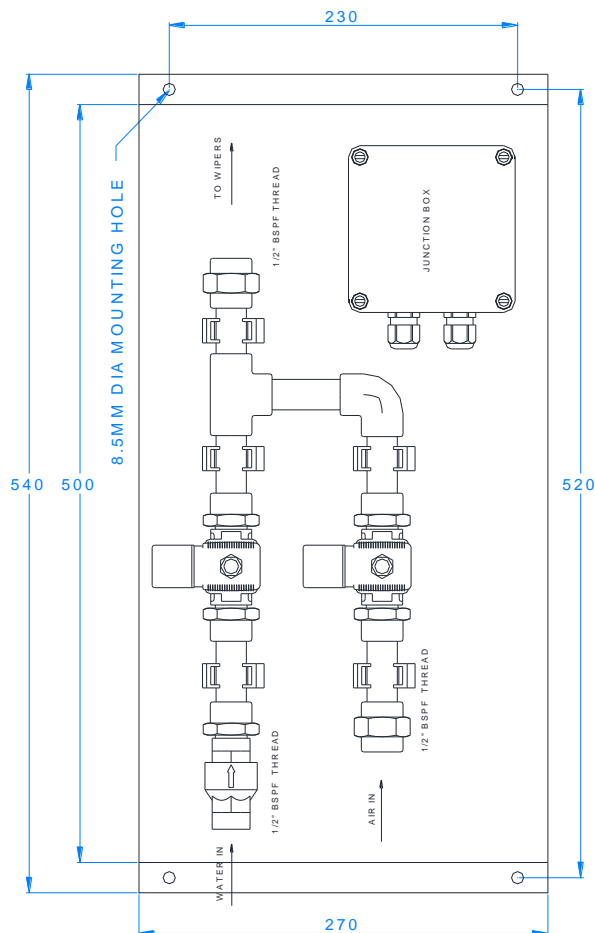 230
TO WIPERS
1/2" BSPF THREAD
JUNCTION BOX
8.5MM DIA MOUNTING HOLE
540
500
520
1/2" BSPF THREAD
1/2" BSPF THREAD
AIR IN
WATER IN
270